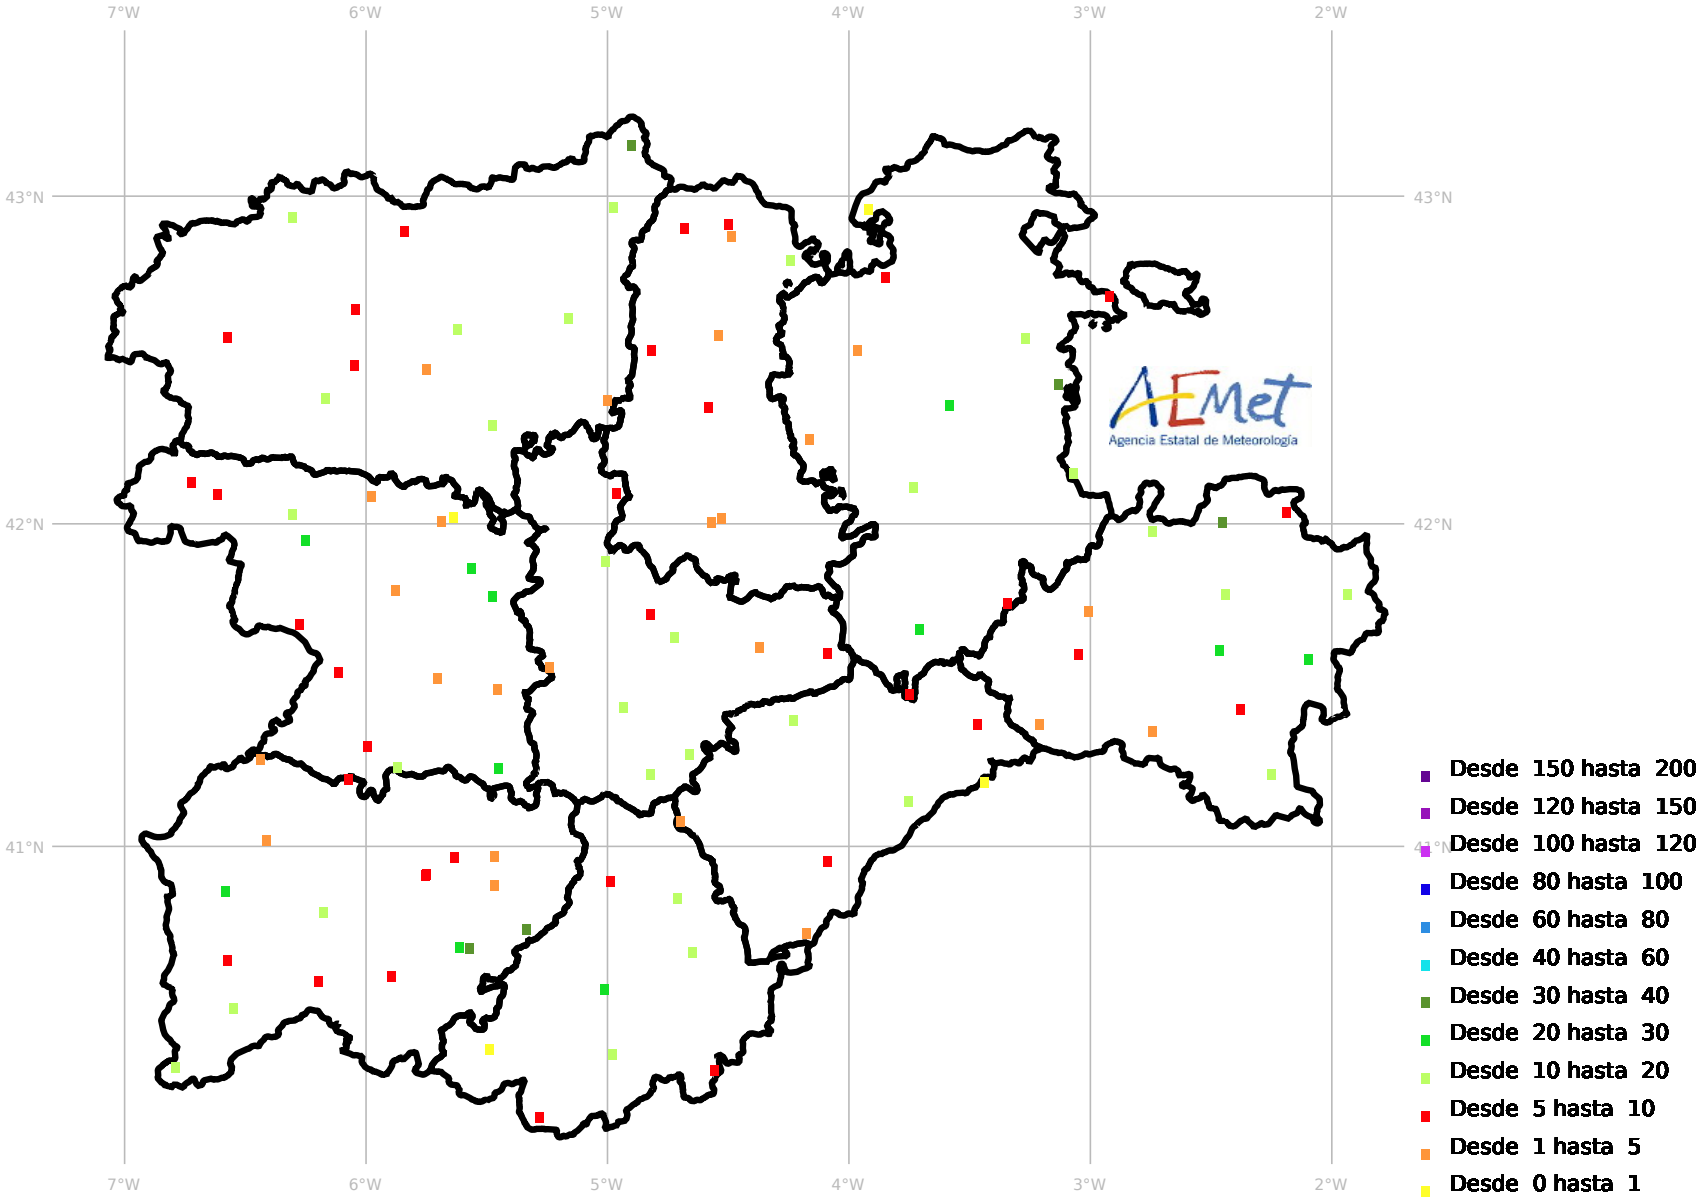 7°W 6°W 5°W 4°W 3°W 2°W
43°N 43°N
AEMet
Agencia Estatal de Meteorología
42°N 42°N
Desde 150 hasta 200
Desde 120 hasta 150
41°N 41°N
Desde 100 hasta 120
Desde 80 hasta 100
Desde 60 hasta 80
Desde 40 hasta 60
Desde 30 hasta 40
Desde 20 hasta 30
Desde 10 hasta 20
Desde 5 hasta 10
Desde 1 hasta 5
Desde 0 hasta 1
7°W 6°W 5°W 4°W 3°W 2°W